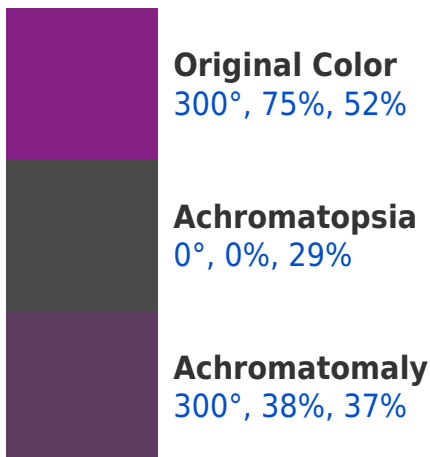 Original Color
300°, 75%, 52%
Achromatopsia
0°, 0%, 29%
Achromatomaly
300°, 38%, 37%